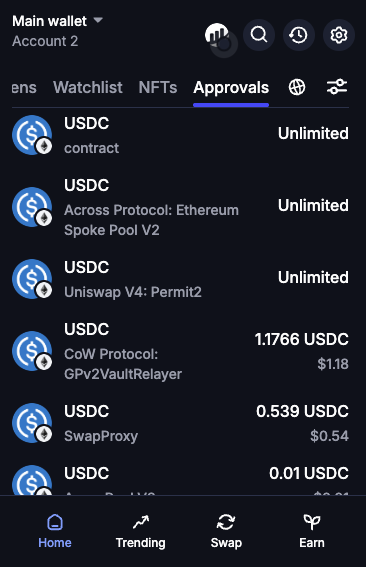 Main wallet
Account 2
ens Watchlist NFTs Approvals
USDC
contract
Unlimited
USDC
Across Protocol: Ethereum
Spoke Pool V2
Unlimited
USDC
Uniswap V4: Permit2
Unlimited
USDC
1.1766 USDC
CoW Protocol:
GPv2VaultRelayer
$1.18
USDC
0.539 USDC
SwapProxy
$0.54
USDC
0.01 USDC
Home Trending Swap Earn